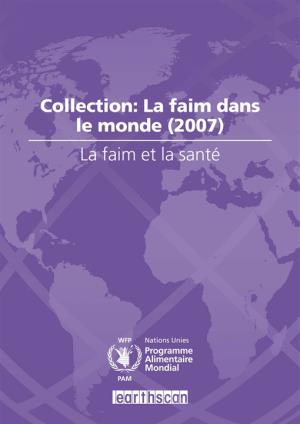 Collection: La faim dans
le monde (2007)
La faim et la santé
WFP
PAM
Nations Unies
Programme
Alimentaire
Mondial
earthscan